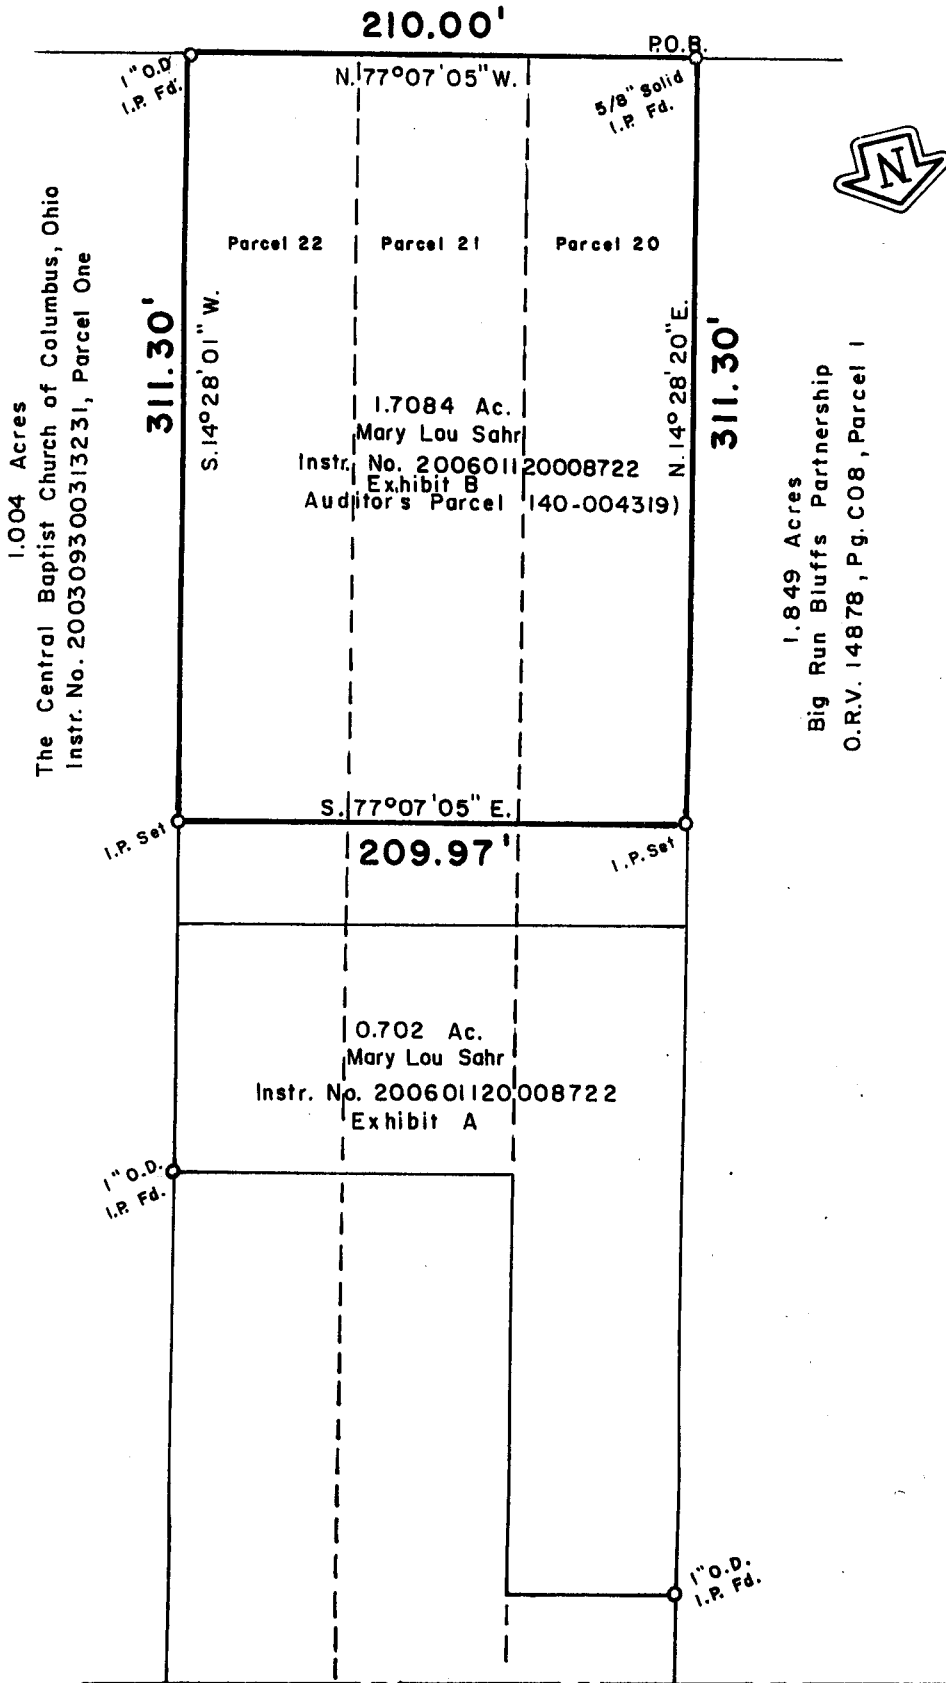 210.00'
P.O.B.
1" O.D
I.P. Fd.
N. 77°07'05" W.
5/8" Solid
I.P. Fd.
N
Parcel 22
Parcel 21
Parcel 20
1.004 Acres
The Central Baptist Church of Columbus, Ohio
Instr. No. 200309300313231, Parcel One
311.30'
S. 14°28'01" W.
N. 14°28'20" E.
311.30'
1.7084 Ac.
Mary Lou Sahr
Instr. No. 200601120008722
Exhibit B
Auditor's Parcel 140-004319)
1.849 Acres
Big Run Bluffs Partnership
O.R.V. 14878, Pg. C08, Parcel 1
S. 77°07'05" E.
I.P. Set
209.97'
I.P. Set
0.702 Ac.
Mary Lou Sahr
Instr. No. 200601120008722
Exhibit A
1" O.D.
I.P. Fd.
1" O.D.
I.P. Fd.